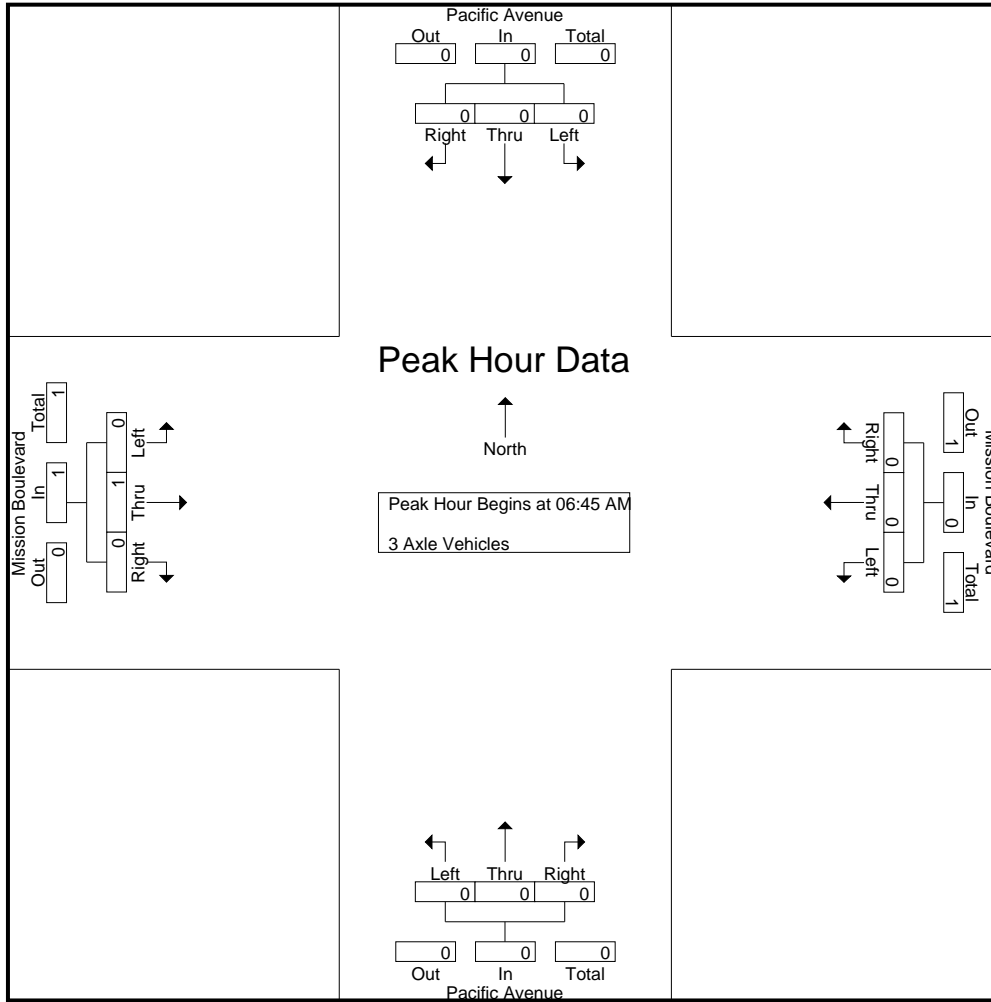 Pacific Avenue
Out In Total
0 0 0
0 0 0
Right Thru Left
Peak Hour Data
North
Peak Hour Begins at 06:45 AM
3 Axle Vehicles
Mission Boulevard
Total In Out
1 1 0
0 1 0
Left Thru Right
Right Thru Left
0 0 0
Out In Total
1 0 1
Mission Boulevard
Left Thru Right
0 0 0
0 0 0
Out In Total
Pacific Avenue